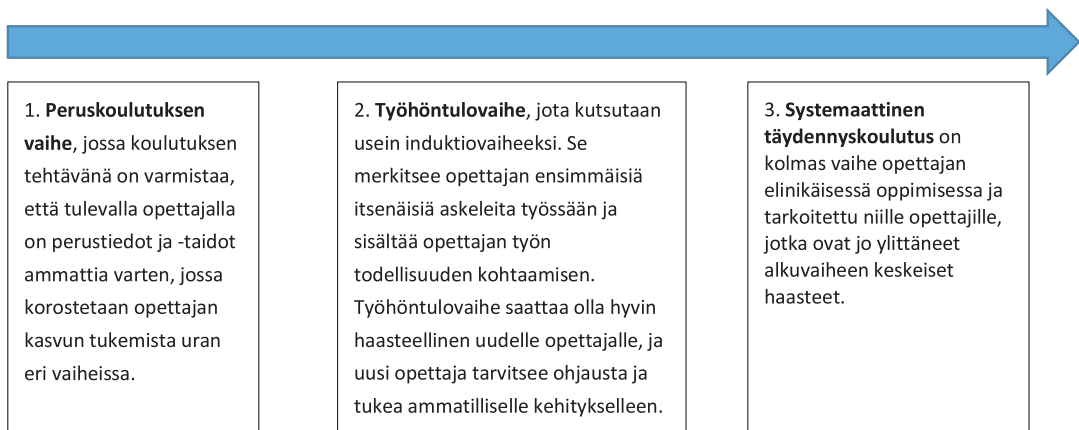 1. Peruskoulutuksen
vaihe, jossa koulutuksen
tehtävänä on varmistaa,
että tulevalla opettajalla
on perustiedot ja -taidot
ammattia varten, jossa
korostetaan opettajan
kasvun tukemista uran
eri vaiheissa.
2. Työhöntulovaihe, jota kutsutaan
usein induktiovaiheeksi. Se
merkitsee opettajan ensimmäisiä
itsenäisiä askeleita työssään ja
sisältää opettajan työn
todellisuuden kohtaamisen.
Työhöntulovaihe saattaa olla hyvin
haasteellinen uudelle opettajalle, ja
uusi opettaja tarvitsee ohjausta ja
tukea ammatilliselle kehitykselleen.
3. Systemaattinen
täydennyskoulutus on
kolmas vaihe opettajan
elinikäisessä oppimisessa ja
tarkoitettu niille opettajille,
jotka ovat jo ylittäneet
alkuvaiheen keskeiset
haasteet.